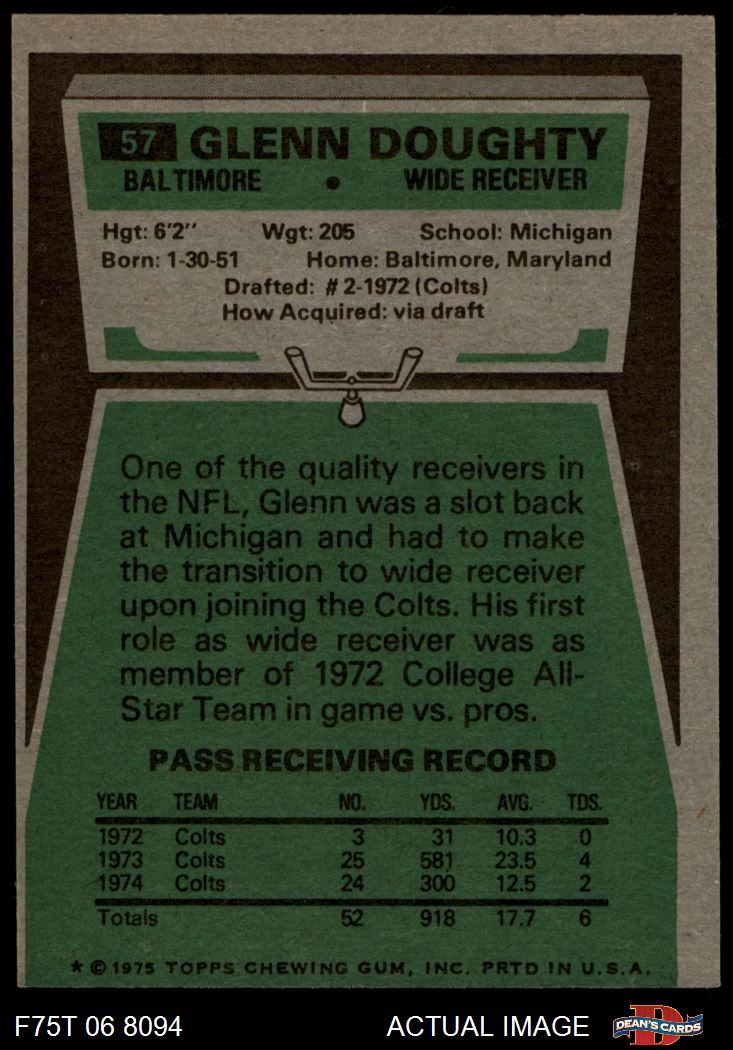 57 GLENN DOUGHTY
BALTIMORE • WIDE RECEIVER
Hgt: 6'2" Wgt: 205 School: Michigan
Born: 1-30-51 Home: Baltimore, Maryland
Drafted: #2-1972 (Colts)
How Acquired: via draft
One of the quality receivers in
the NFL, Glenn was a slot back
at Michigan and had to make
the transition to wide receiver
upon joining the Colts. His first
role as wide receiver was as
member of 1972 College All-
Star Team in game vs. pros.
PASS RECEIVING RECORD
YEAR TEAM NO. YDS. AVG. TDS.
1972 Colts 3 31 10.3 0
1973 Colts 25 581 23.5 4
1974 Colts 24 300 12.5 2
Totals 52 918 17.7 6
* © 1975 TOPPS CHEWING GUM, INC. PRTD IN U.S.A.
F75T 06 8094 ACTUAL IMAGE D DEAN'S CARDS